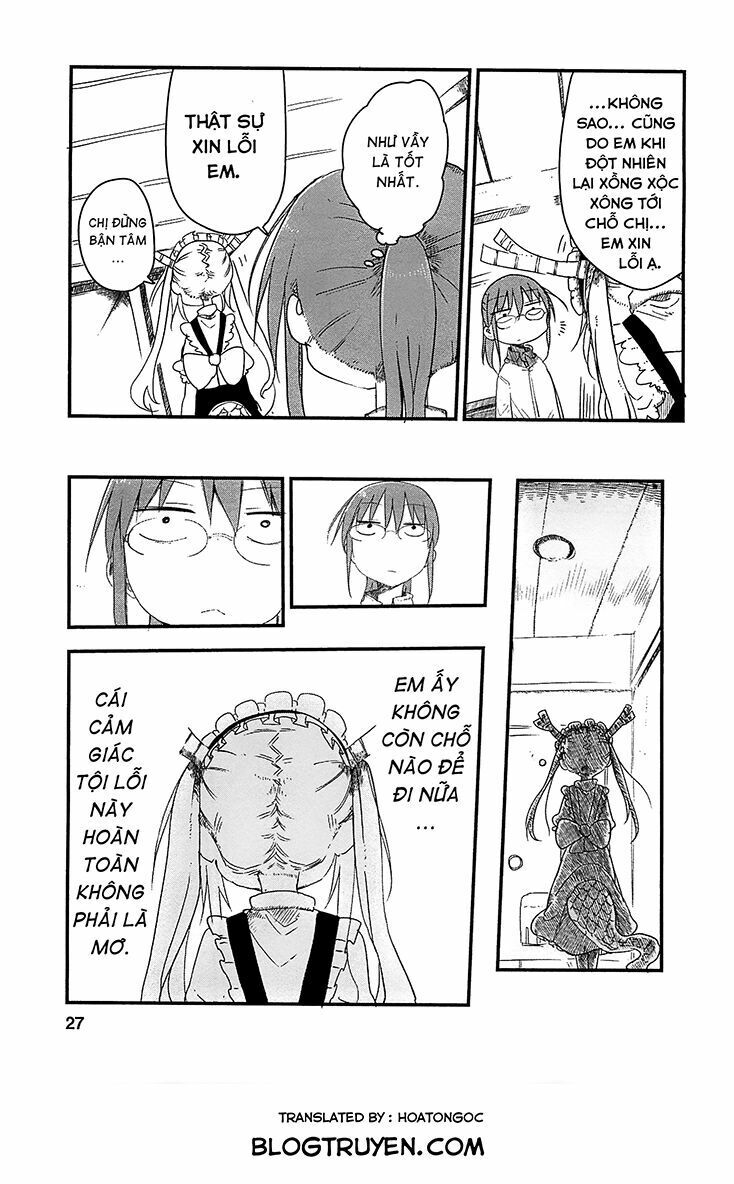 ...KHÔNG
SAO... CŨNG
DO EM KHI
ĐỘT NHIÊN
LẠI XỒNG XỘC
XÔNG TỚI
CHỖ CHỊ...
EM XIN
LỖI Ạ.
NHƯ VẦY
LÀ TỐT
NHẤT.
THẬT SỰ
XIN LỖI
EM.
CHỊ ĐỪNG
BẬN TÂM
...
EM ẤY
KHÔNG
CÒN CHỖ
NÀO ĐỂ
ĐI NỮA
...
CÁI
CẢM
GIÁC
TỘI LỖI
NÀY
HOÀN
TOÀN
KHÔNG
PHẢI LÀ
MƠ.
27
TRANSLATED BY : HOATONGOC
BLOGTRUYEN.COM